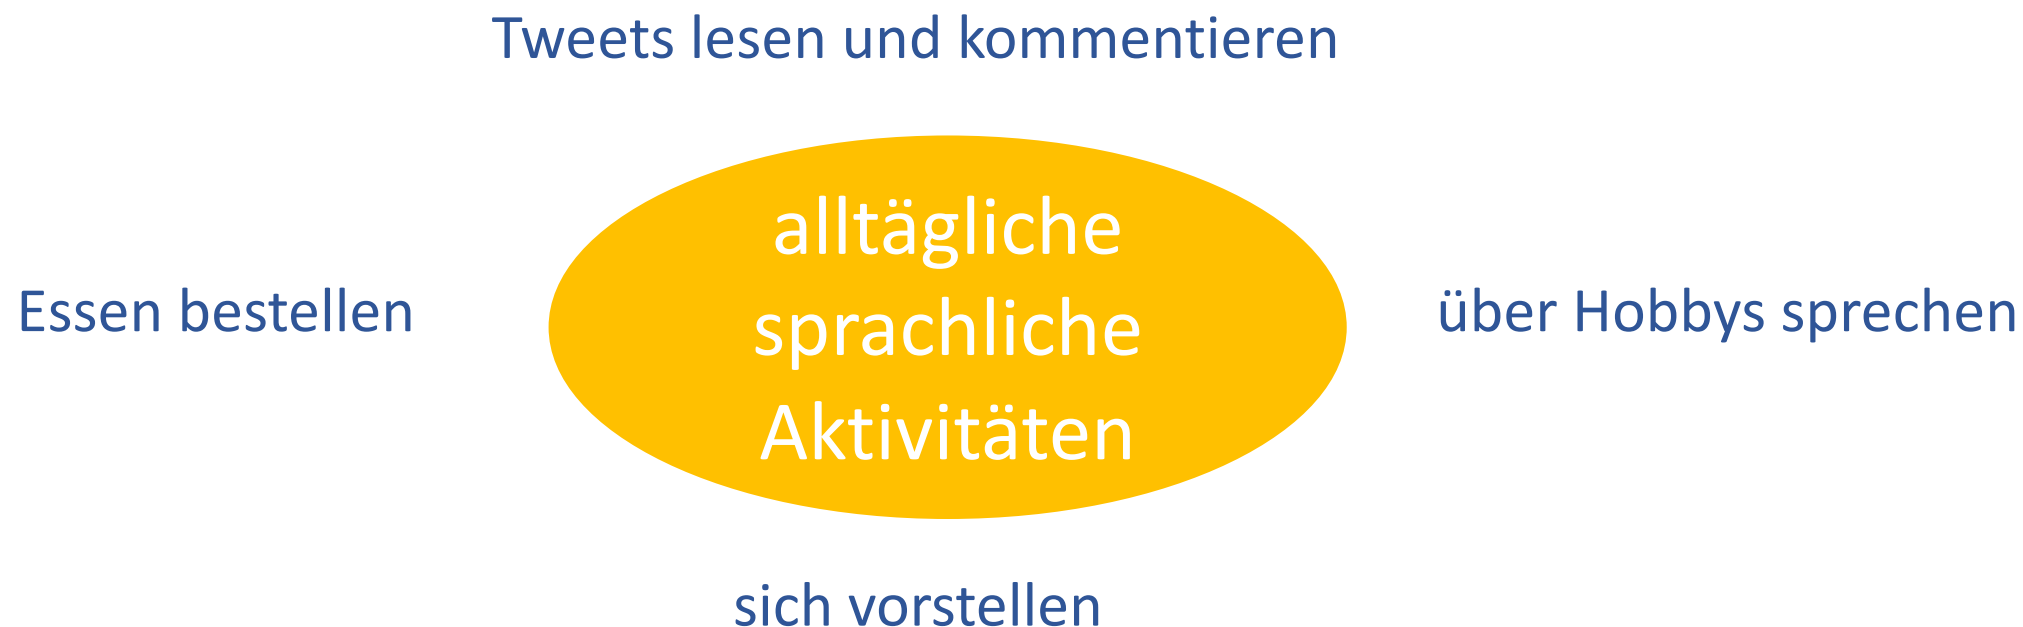 Tweets lesen und kommentieren
alltägliche
sprachliche
Aktivitäten
Essen bestellen
über Hobbys sprechen
sich vorstellen